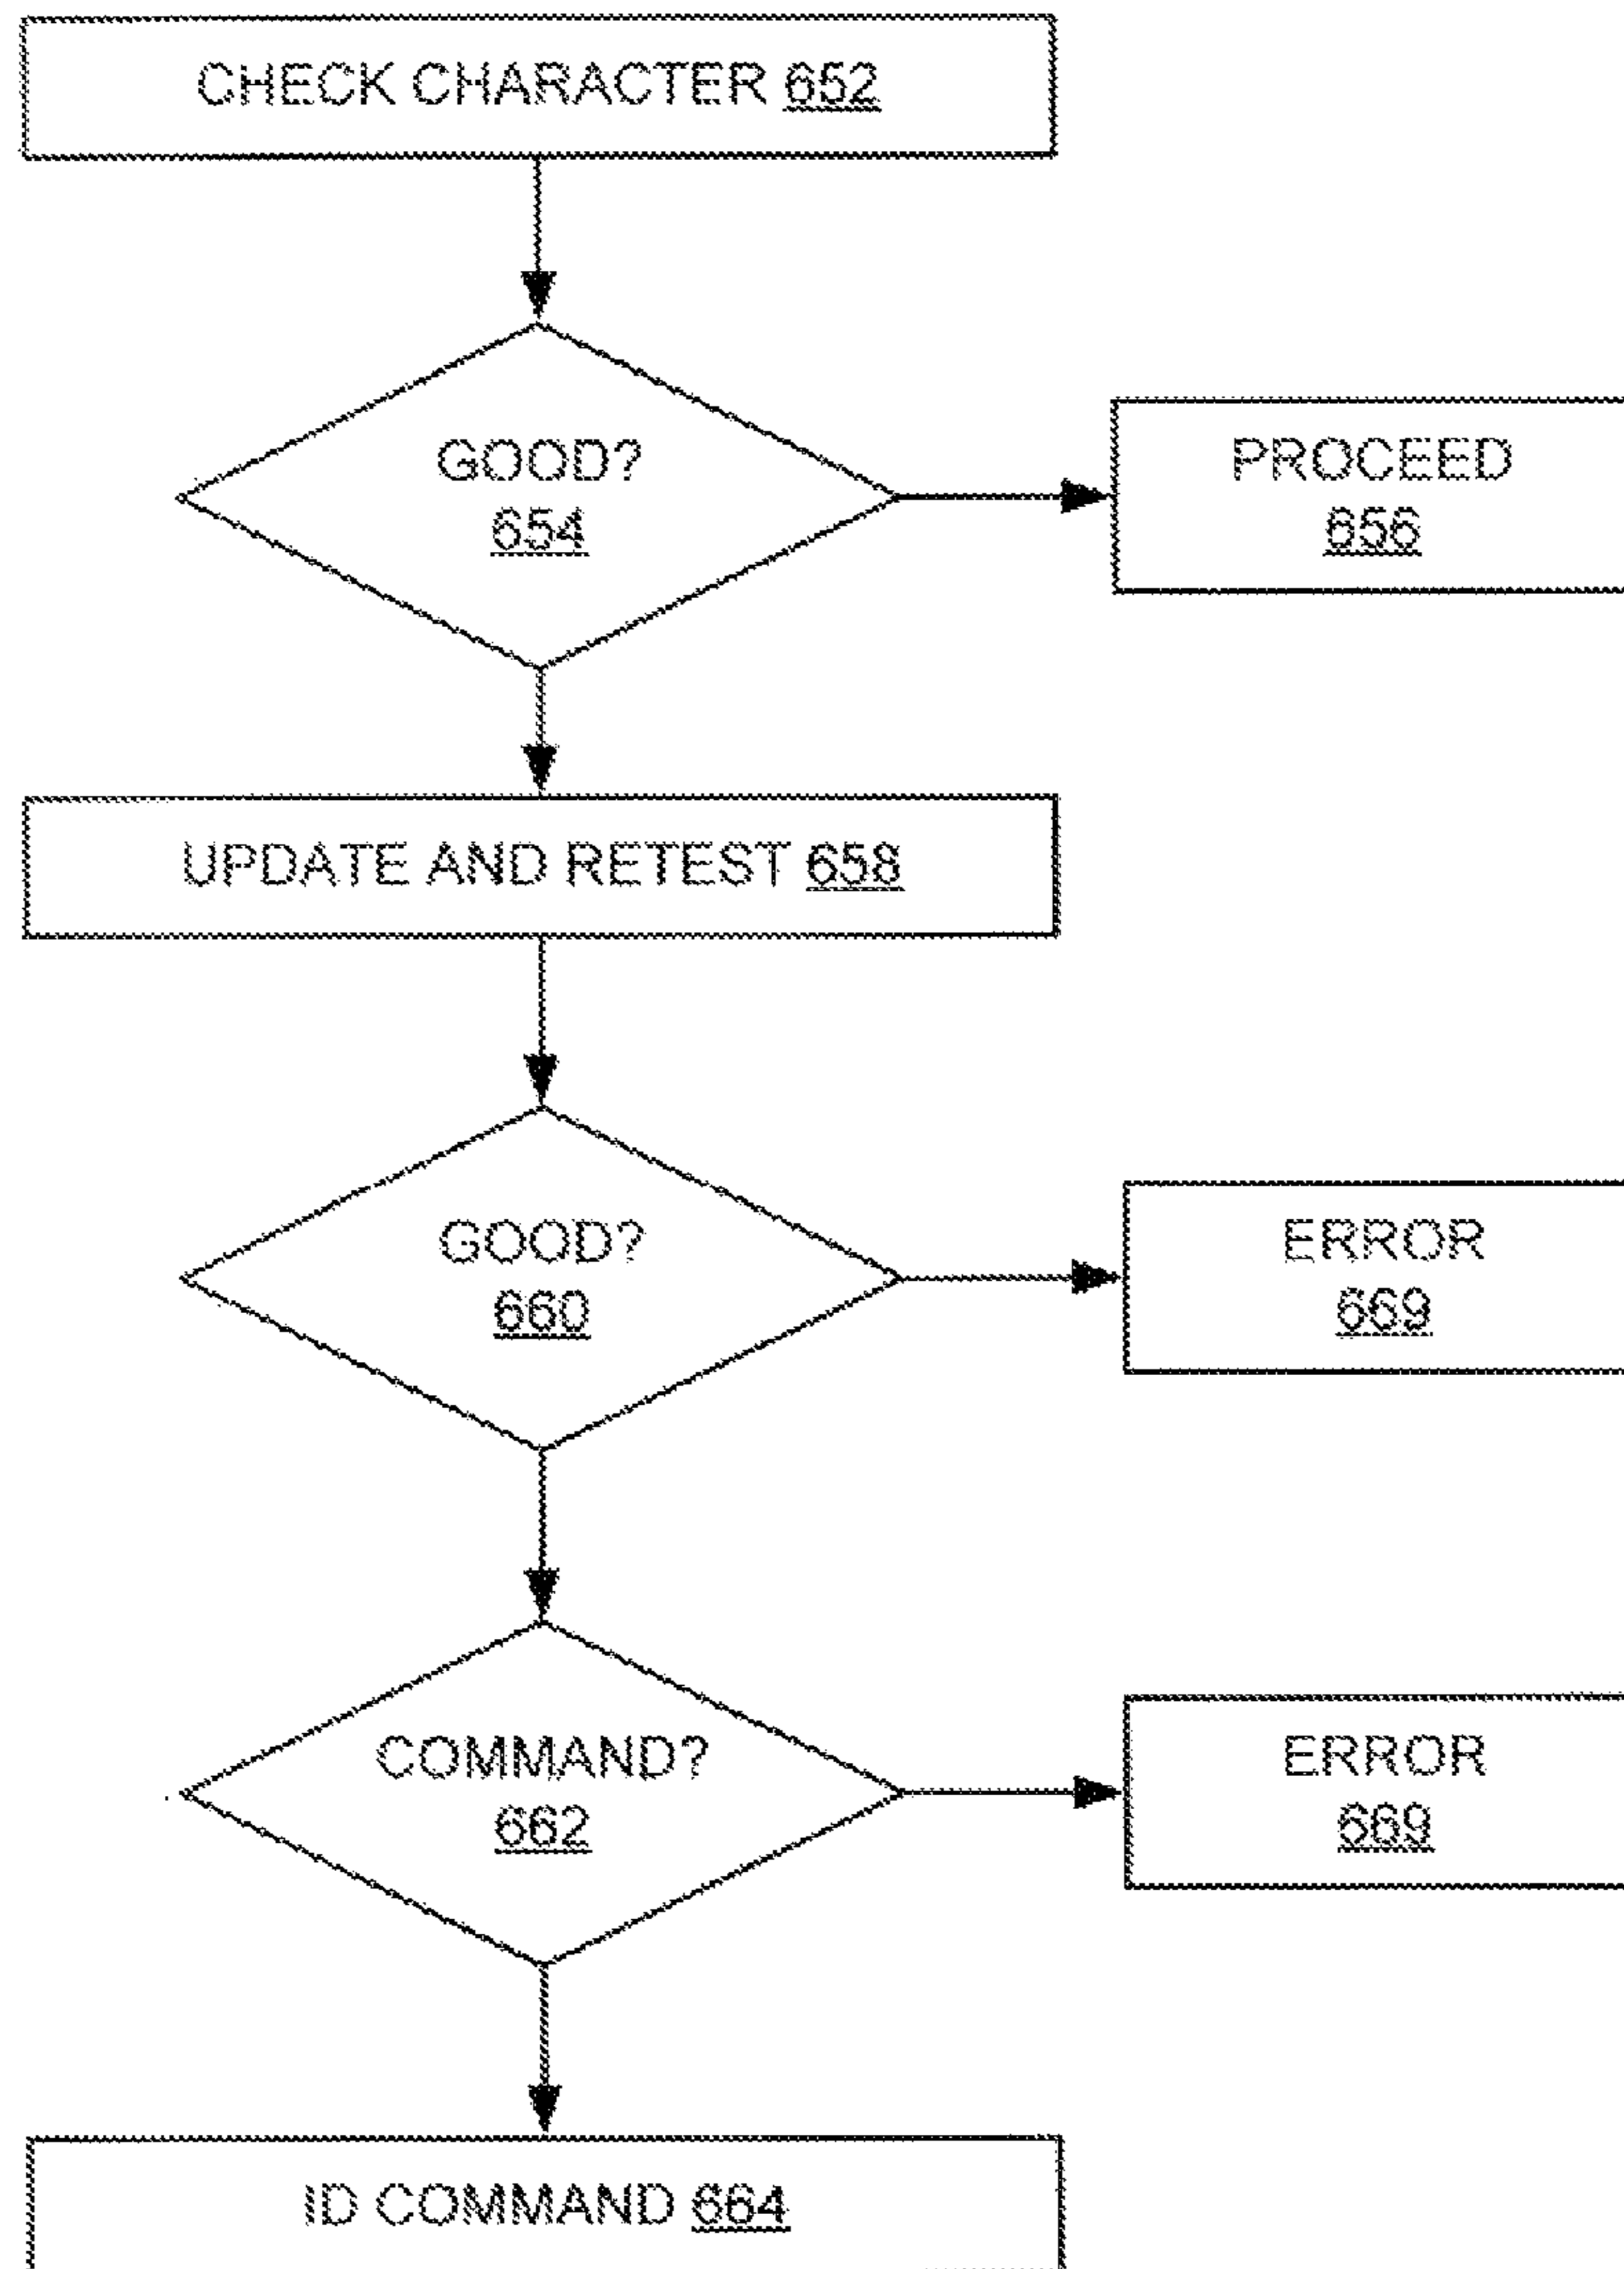 CHECK CHARACTER 652
GOOD?
654
PROCEED
656
UPDATE AND RETEST 658
GOOD?
660
ERROR
669
COMMAND?
662
ERROR
669
ID COMMAND 664